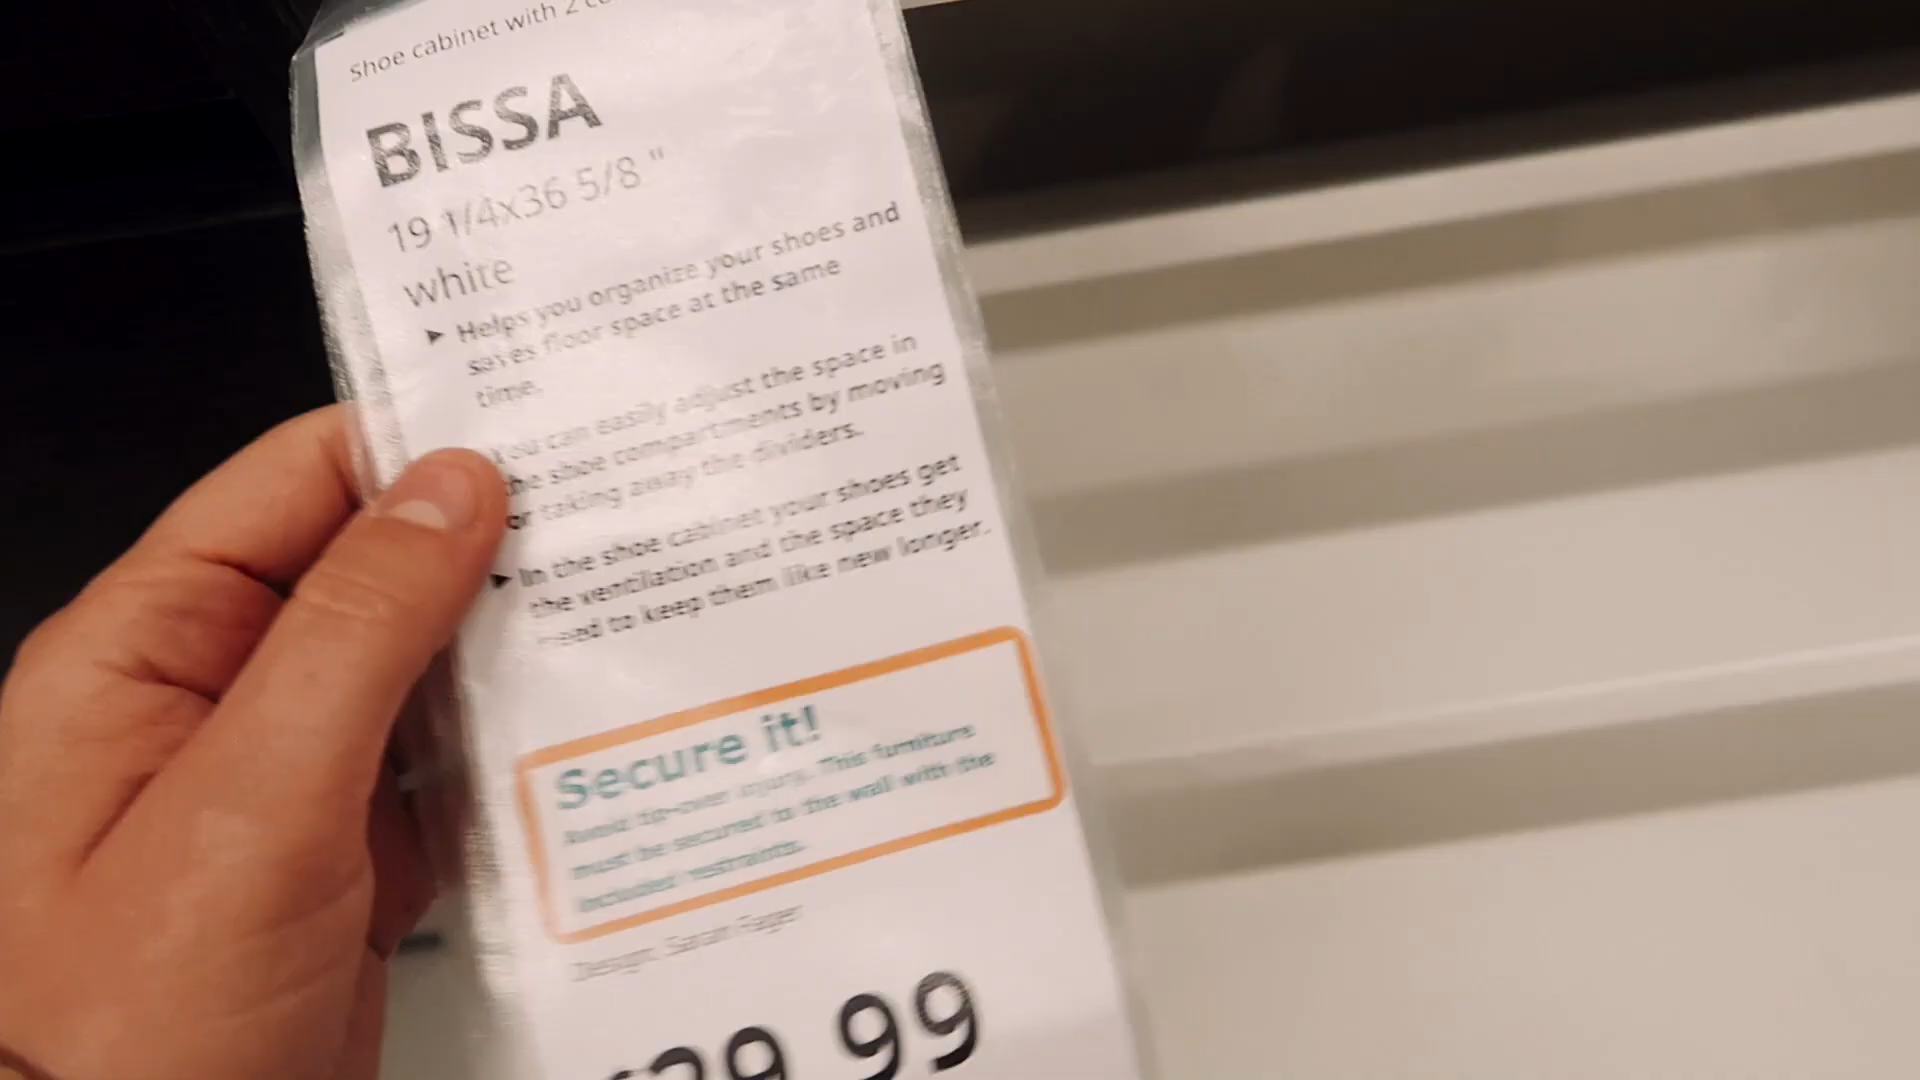 Shoe cabinet with 2
BISSA
19 1/4x36 5/8 "
white
► Helps you organize your shoes and
saves floor space at the same
time.
You can easily adjust the space in
the shoe compartments by moving
or taking away the dividers.
► In the shoe cabinet your shoes get
the ventilation and the space they
need to keep them like new longer.
Secure it!
Avoid tip-over injury. This furniture
must be secured to the wall with the
included restraints.
Design: Sarah Fager
39.99